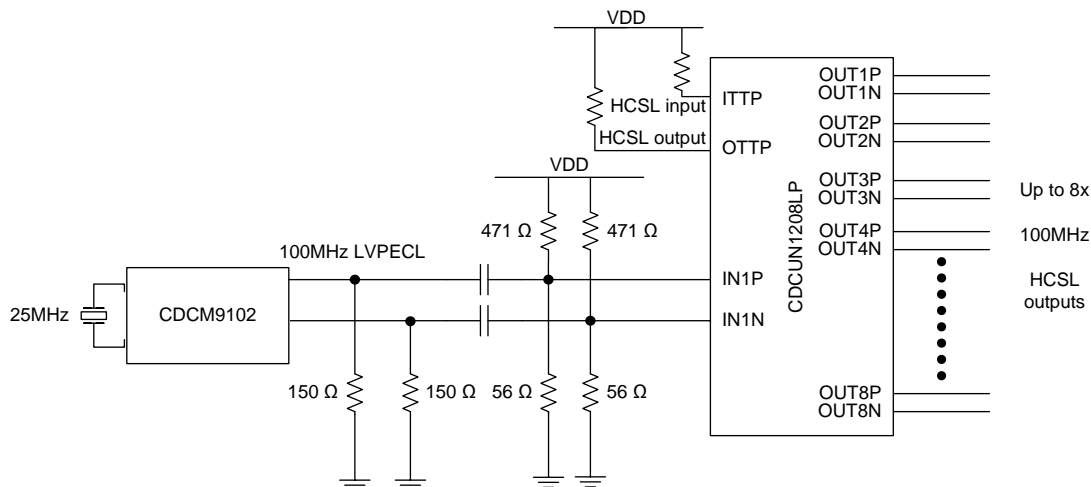 VDD
OUT1P
OUT1N
HCSL input
ITTP
OUT2P
OUT2N
HCSL output
OTTP
VDD
CDCUN1208LP
OUT3P
OUT3N
Up to 8x
471 Ω
471 Ω
OUT4P
OUT4N
100MHz
100MHz LVPECL
IN1P
HCSL
outputs
25MHz
CDCM9102
IN1N
150 Ω
150 Ω
56 Ω
56 Ω
OUT8P
OUT8N